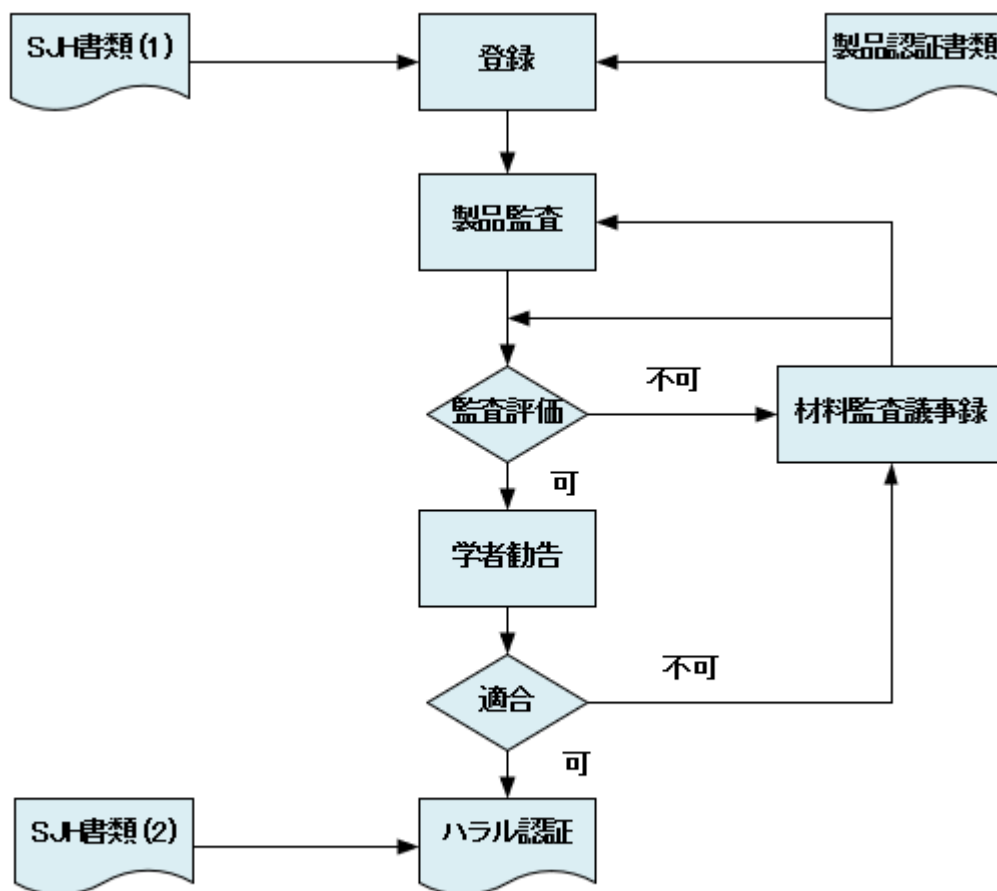 SJH書類(1)
登録
製品認証書類
製品監査
不可
監査評価
材料監査議事録
可
学者勧告
不可
適合
可
SJH書類(2)
ハラル認証